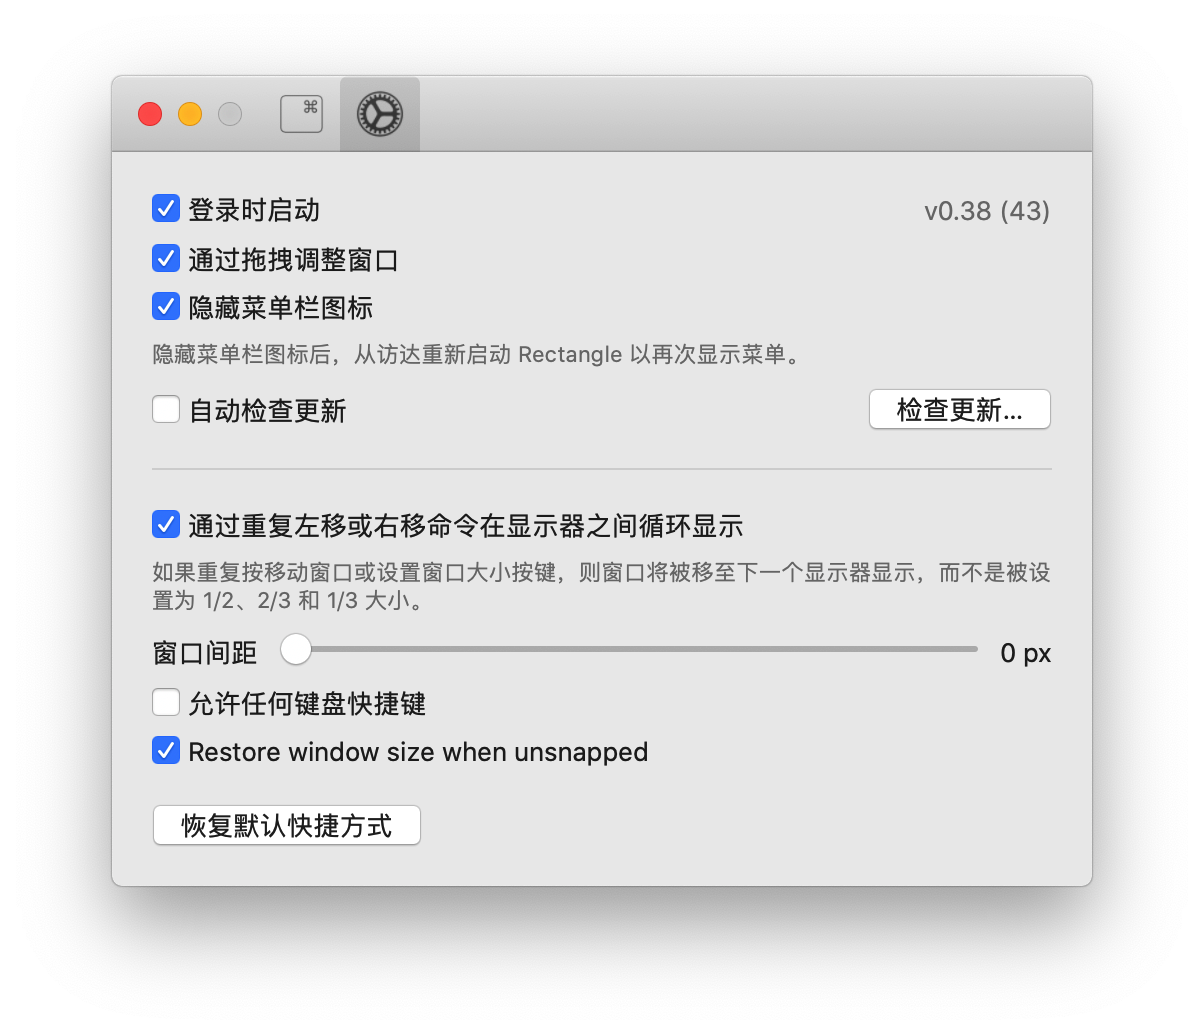 ⌘
登录时启动
v0.38 (43)
通过拖拽调整窗口
隐藏菜单栏图标
隐藏菜单栏图标后，从访达重新启动 Rectangle 以再次显示菜单。
自动检查更新
检查更新...
通过重复左移或右移命令在显示器之间循环显示
如果重复按移动窗口或设置窗口大小按键，则窗口将被移至下一个显示器显示，而不是被设
置为 1/2、2/3 和 1/3 大小。
窗口间距
0 px
允许任何键盘快捷键
Restore window size when unsnapped
恢复默认快捷方式